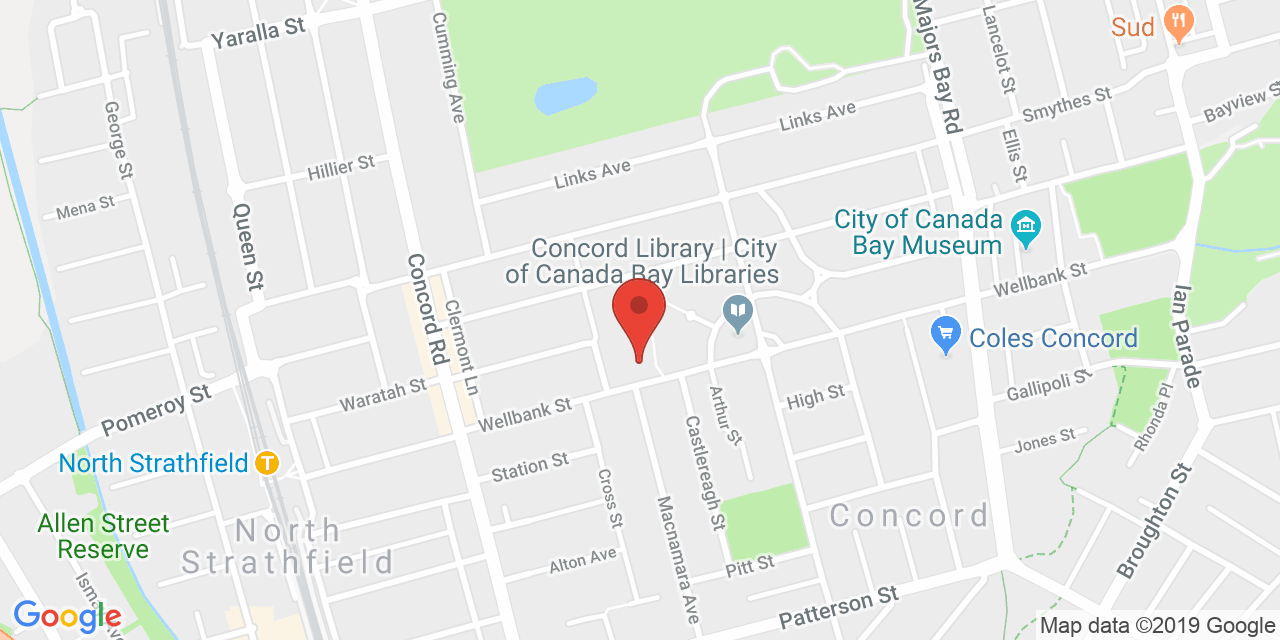 Yaralla St
Cumming Ave
Majors Bay Rd
Lancelot St
Sud
Smythes St
Bayview S
George St
Links Ave
Ellis St
Hillier St
Links Ave
Mena St
Queen St
City of Canada
Bay Museum
Concord Library | City
of Canada Bay Libraries
Concord Rd
Clermont Ln
Wellbank St
Ian Parade
Coles Concord
Waratah St
Pomeroy St
Wellbank St
High St
Gallipoli St
Rhonda Pl
Arthur St
Castlereagh St
Jones St
North Strathfield
Station St
Cross St
Macnamara Ave
Broughton St
Concord
Allen Street
Reserve
North
Strathfield
Alton Ave
Pitt St
Patterson St
Google
Map data ©2019 Google